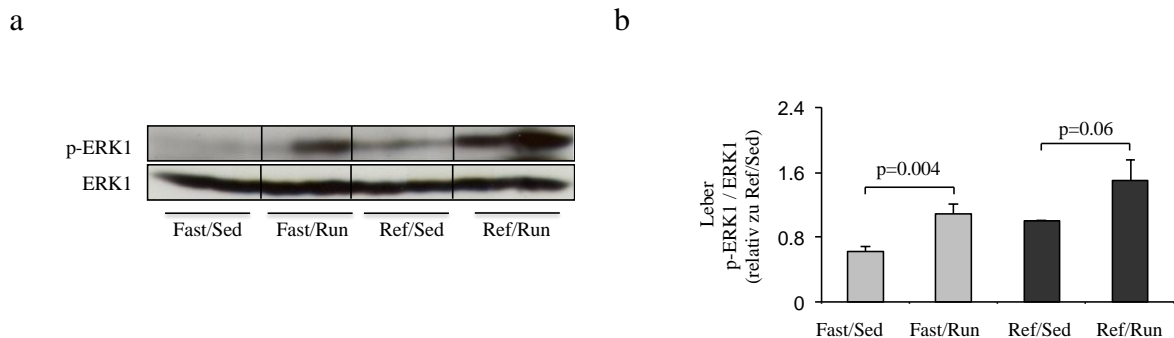 a
p-ERK1
ERK1
Fast/Sed Fast/Run Ref/Sed Ref/Run
b
Leber
p-ERK1 / ERK1
(relativ zu Ref/Sed)
2.4
1.6
0.8
0
p=0.004
p=0.06
Fast/Sed Fast/Run Ref/Sed Ref/Run